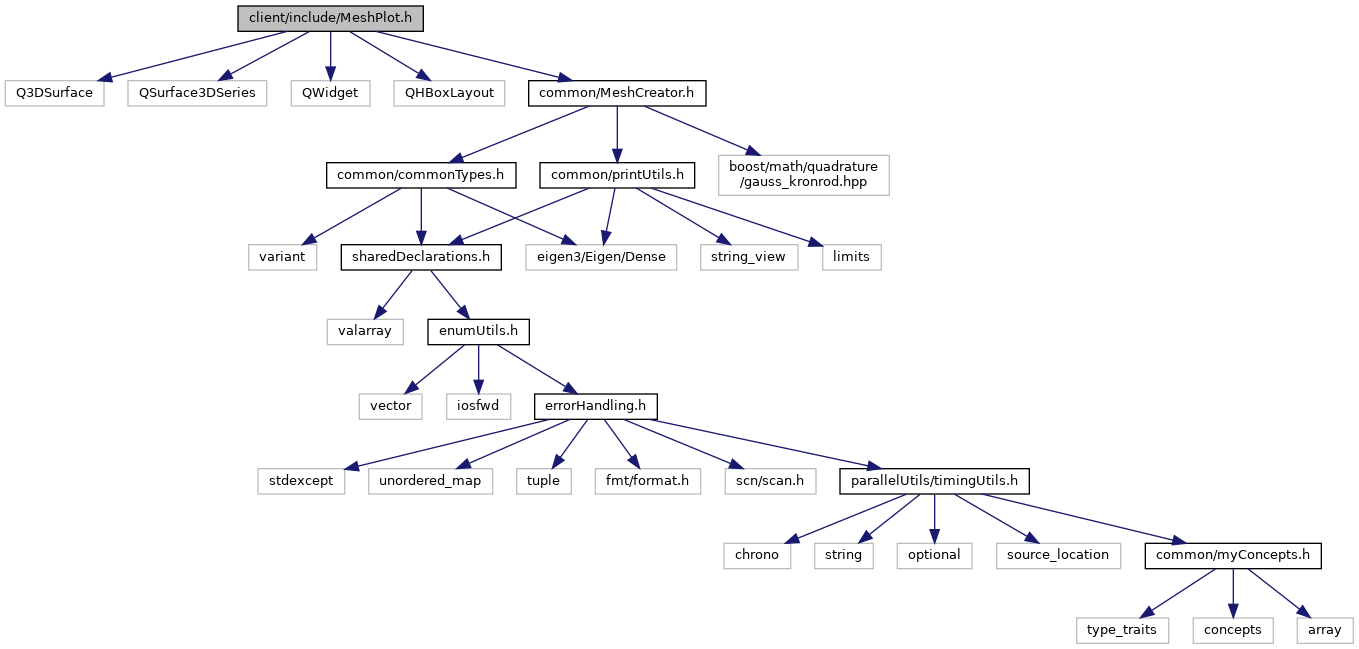 client/include/MeshPlot.h
Q3DSurface
QSurface3DSeries
QWidget
QHBoxLayout
common/MeshCreator.h
common/commonTypes.h
common/printUtils.h
boost/math/quadrature
/gauss_kronrod.hpp
variant
sharedDeclarations.h
eigen3/Eigen/Dense
string_view
limits
valarray
enumUtils.h
vector
iosfwd
errorHandling.h
stdexcept
unordered_map
tuple
fmt/format.h
scn/scan.h
parallelUtils/timingUtils.h
chrono
string
optional
source_location
common/myConcepts.h
type_traits
concepts
array